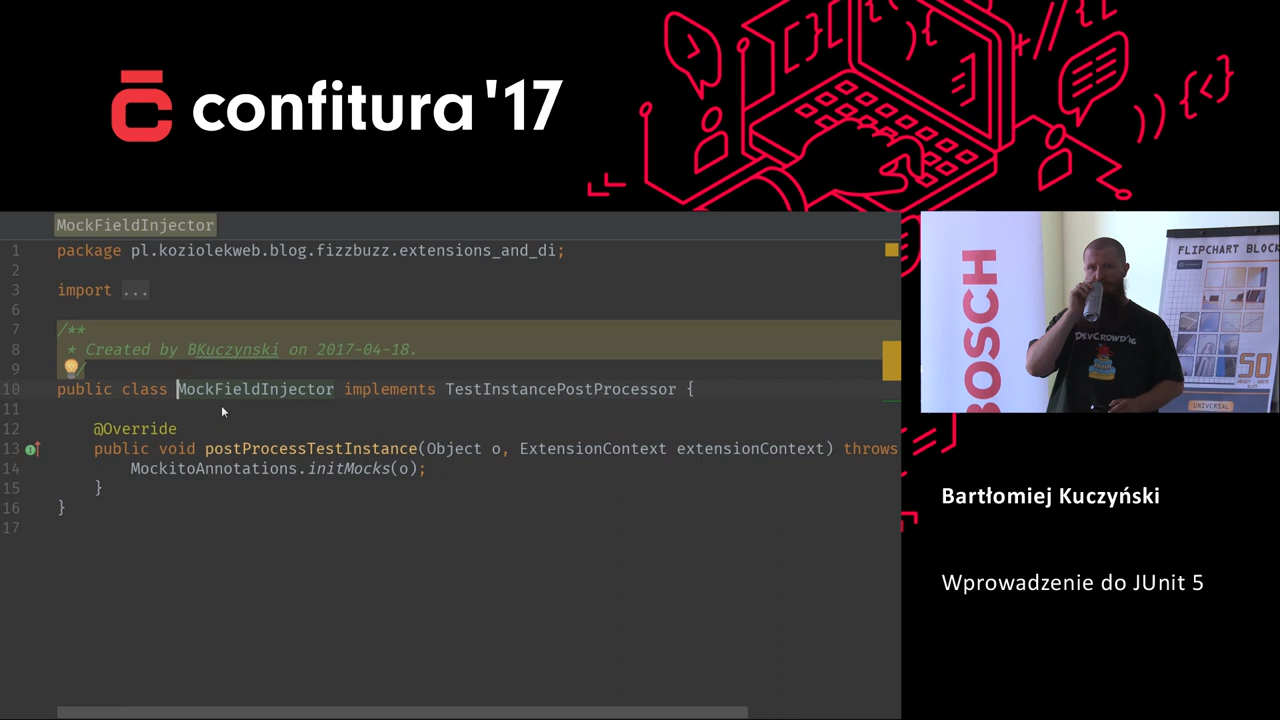 confitura '17
MockFieldInjector
1 package pl.koziolekweb.blog.fizzbuzz.extensions_and_di;
2
3 import ...
6
7 /**
8 * Created by BKuczynski on 2017-04-18.
9 /
10 public class MockFieldInjector implements TestInstancePostProcessor {
11
12 @Override
13 public void postProcessTestInstance(Object o, ExtensionContext extensionContext) throws
14 MockitoAnnotations.initMocks(o);
15 }
16 }
17
BOSCH
DEVCROWD'16
FLIPCHART BLOCK
50
UNIVERSAL
Bartłomiej Kuczyński
Wprowadzenie do JUnit 5